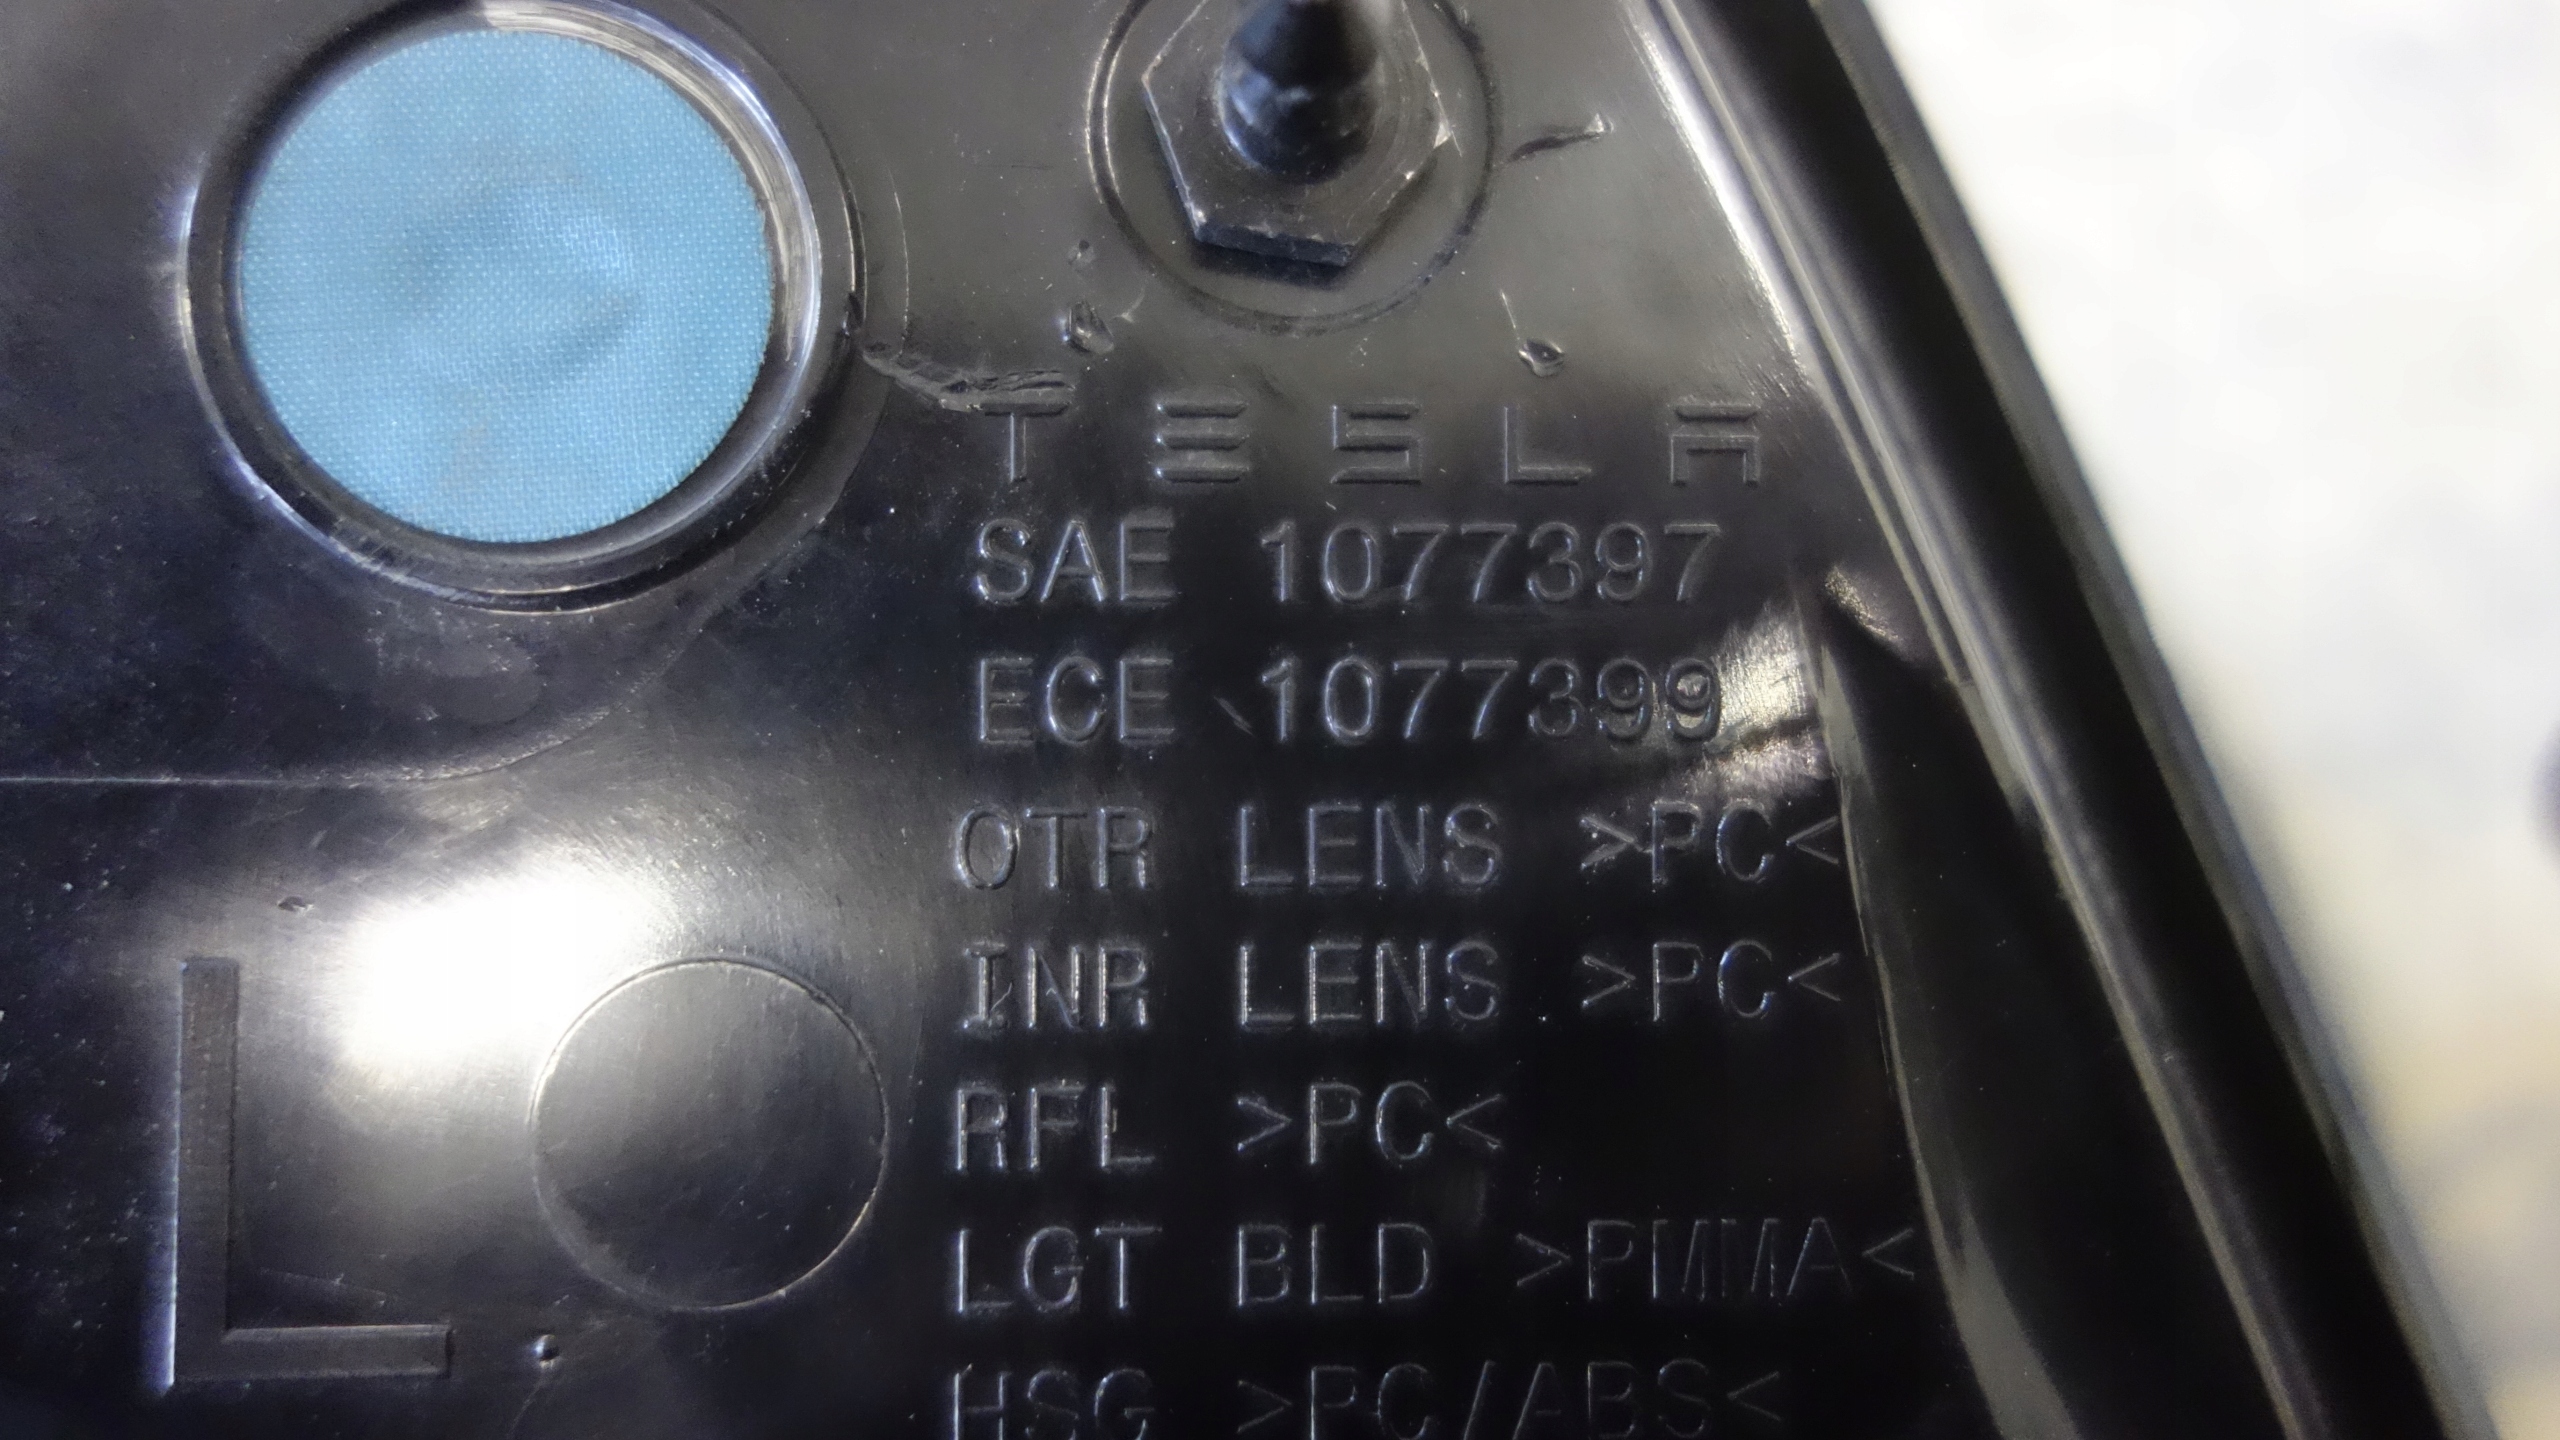 TESLA
SAE 1077397
ECE 1077399
OTR LENS >PC<
INR LENS >PC<
RFL >PC<
LGT BLD >PMMA<
L
HSG >PC/ABS<